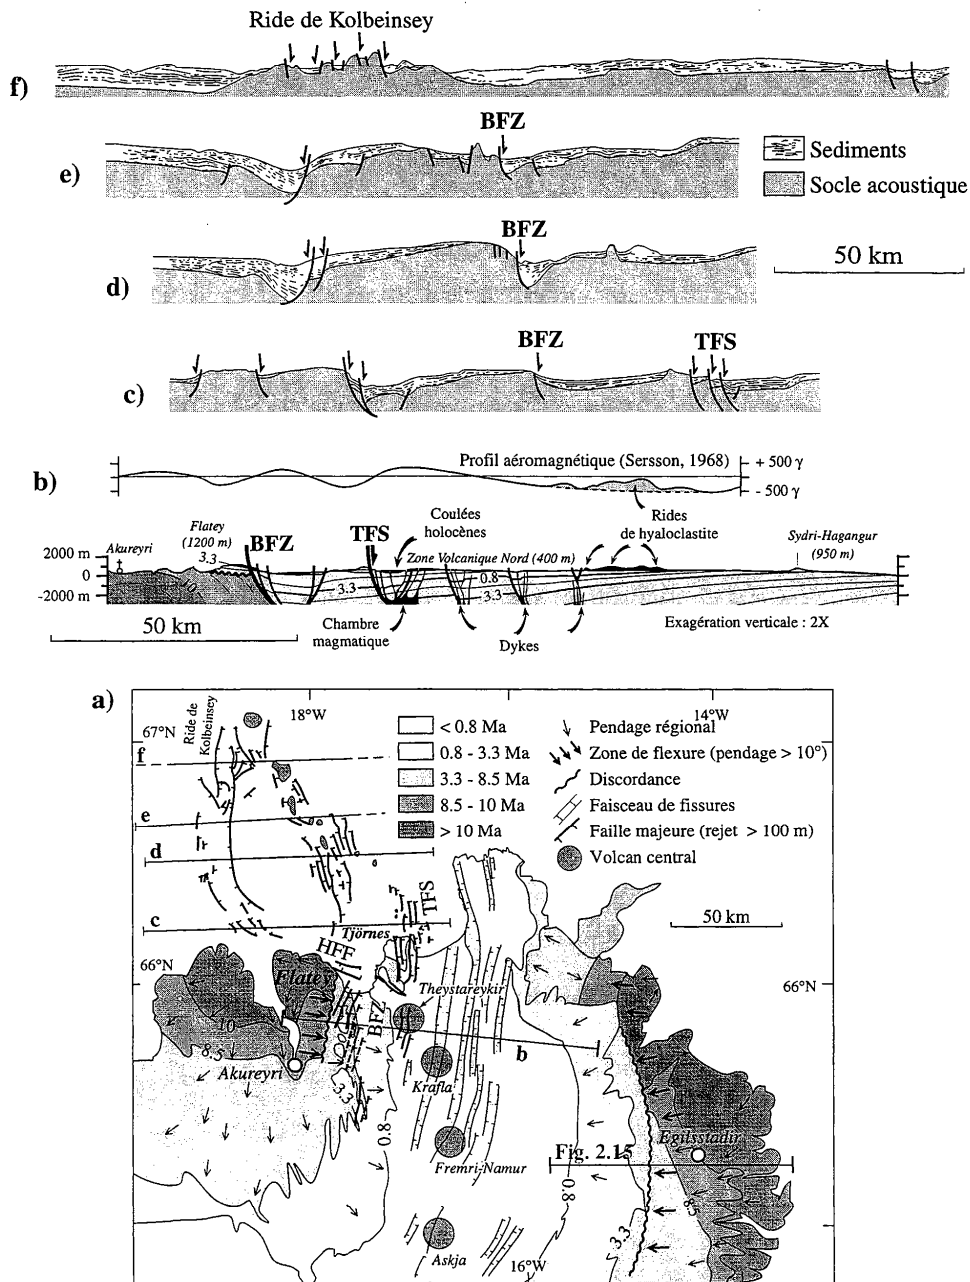 Ride de Kolbeinsey
f)
BFZ
e)
Sediments
Socle acoustique
BFZ
d)
50 km
BFZ
TFS
c)
b)
Profil aéromagnétique (Sersson, 1968)
+ 500 γ
- 500 γ
Coulées
holocènes
Rides
de hyaloclastite
Akureyri
Flatey
(1200 m)
3.3
BFZ
TFS
Zone Volcanique Nord (400 m)
Sydri-Hagangur
(950 m)
2000 m
0
-2000 m
10
3.3
0.8
3.3
50 km
Chambre
magmatique
Dykes
Exagération verticale : 2X
a)
Ride de
Kolbeinsey
18°W
14°W
67°N
f
e
d
c
< 0.8 Ma
0.8 - 3.3 Ma
3.3 - 8.5 Ma
8.5 - 10 Ma
> 10 Ma
Pendage régional
Zone de flexure (pendage > 10°)
Discordance
Faisceau de fissures
Faille majeure (rejet > 100 m)
Volcan central
50 km
TFS
Tjörnes
HFF
66°N
66°N
Flatey
Theystareykir
BFZ
b
10
8.5
Akureyri
3.3
Krafla
0.8
Fremri-Namur
Egilsstadir
Fig. 2.15
0.8
8.5
3.3
Askja
16°W